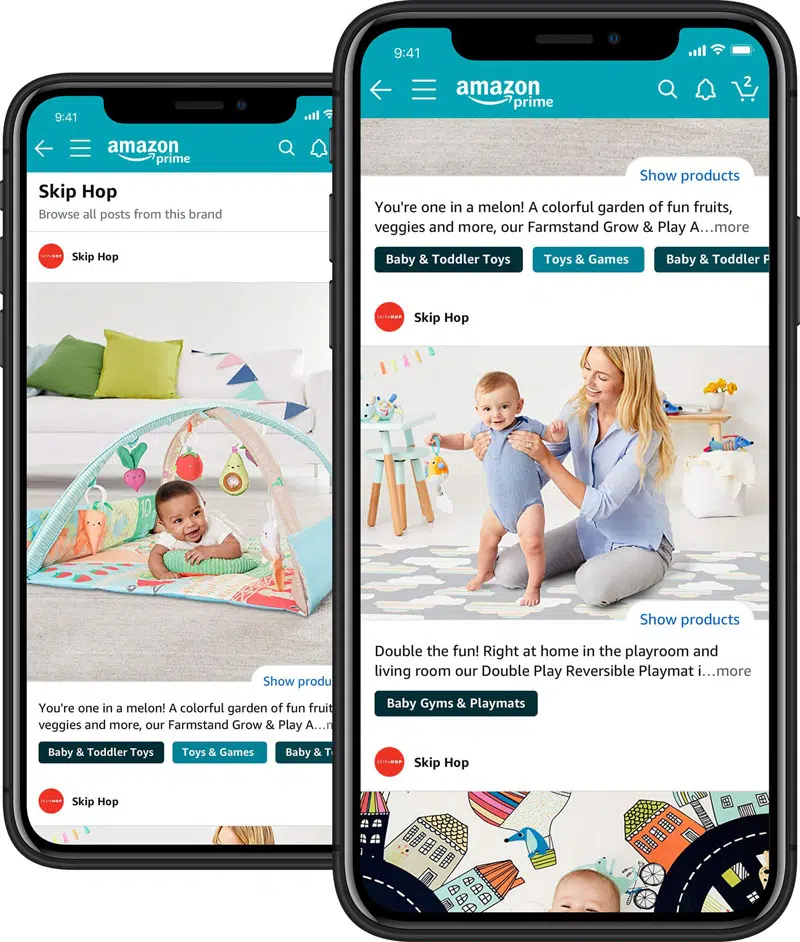 9:41
amazon
prime
Skip Hop
Browse all posts from this brand
SKIP*HOP
Skip Hop
Show produ
You're one in a melon! A colorful garden of fun fruit
veggies and more, our Farmstand Grow & Play A...m
Baby & Toddler Toys
Toys & Games
Baby & T
SKIP*HOP
Skip Hop
9:41
amazon
prime
2
Show products
You're one in a melon! A colorful garden of fun fruits,
veggies and more, our Farmstand Grow & Play A...more
Baby & Toddler Toys
Toys & Games
Baby & Toddler P
SKIP*HOP
Skip Hop
Show products
Double the fun! Right at home in the playroom and
living room our Double Play Reversible Playmat i...more
Baby Gyms & Playmats
SKIP*HOP
Skip Hop